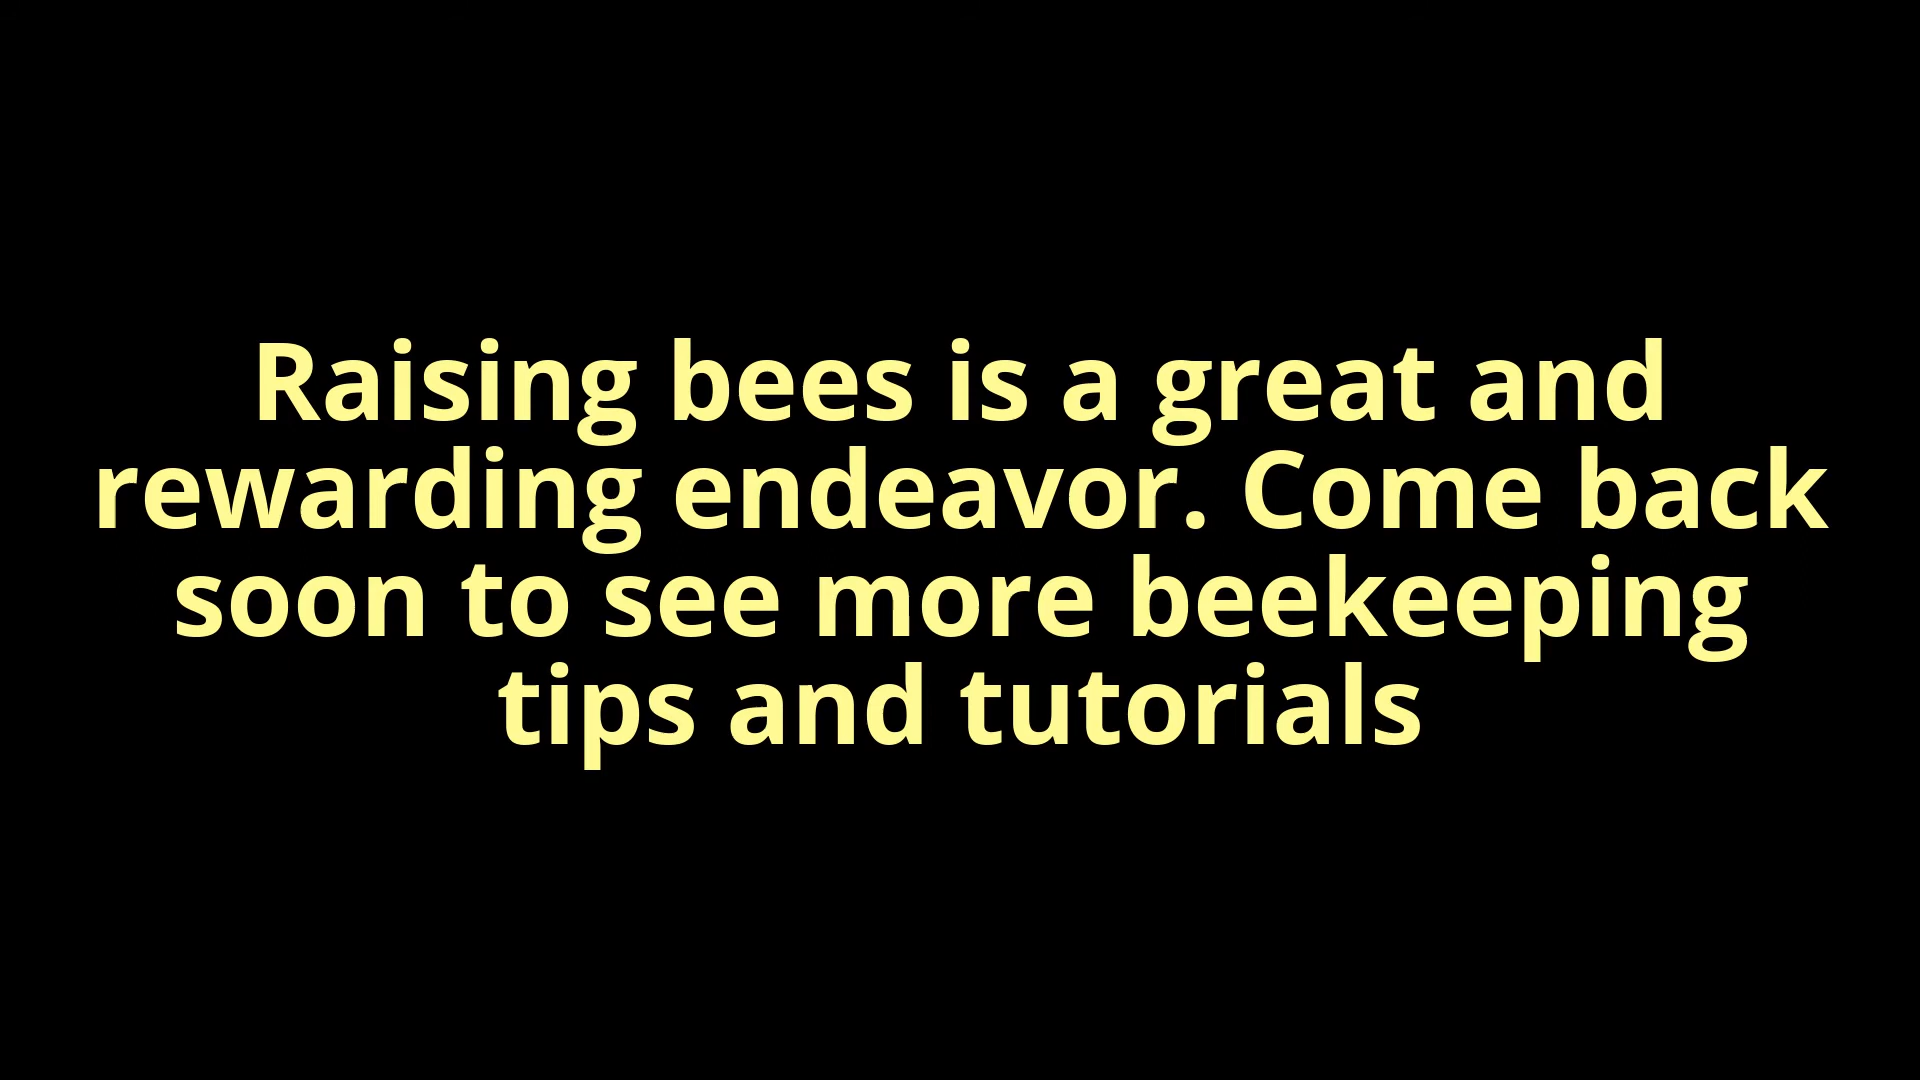 Raising bees is a great and
rewarding endeavor. Come back
soon to see more beekeeping
tips and tutorials